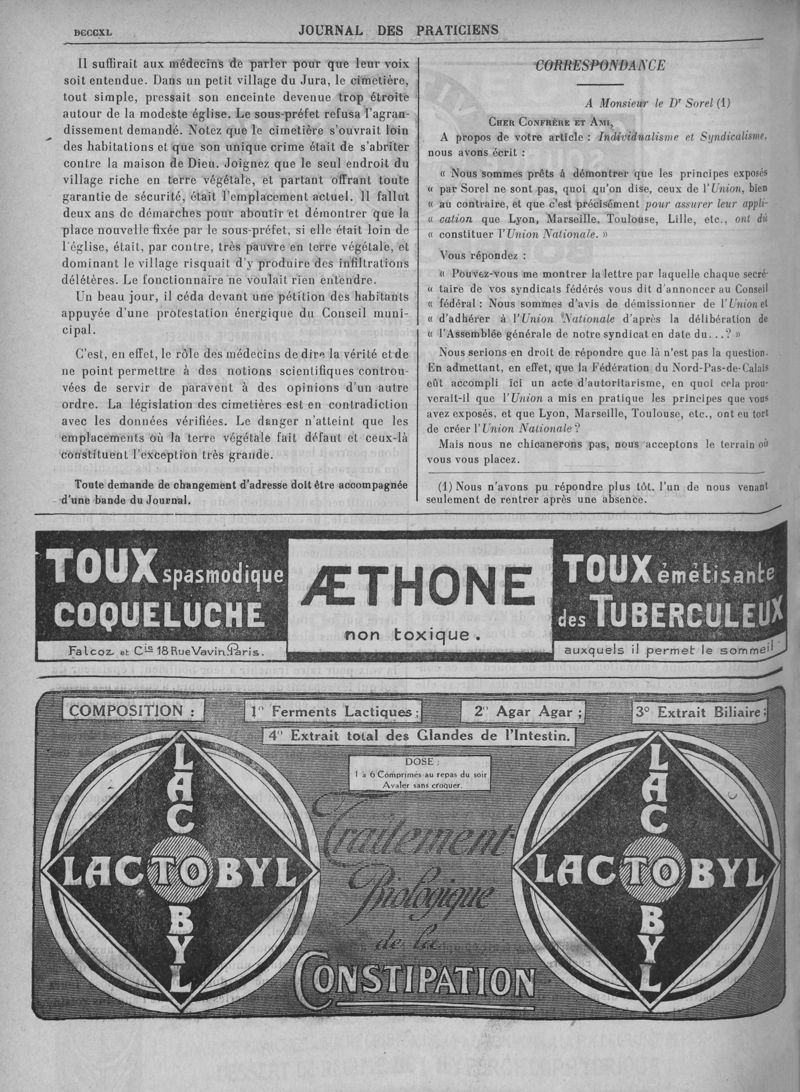 DCCCXL
JOURNAL DES PRATICIENS
Il suffirait aux médecins de parler pour que leur voix
soit entendue. Dans un petit village du Jura, le cimetière,
tout simple, pressait son enceinte devenue trop étroite
autour de la modeste église. Le sous-préfet refusa l'agran-
dissement demandé. Notez que le cimetière s'ouvrait loin
des habitations et que son unique crime était de s'abriter
contre la maison de Dieu. Joignez que le seul endroit du
village riche en terre végétale, et partant offrant toute
garantie de sécurité, était l'emplacement actuel. Il fallut
deux ans de démarches pour aboutir et démontrer que la
place nouvelle fixée par le sous-préfet, si elle était loin de
l'église, était, par contre, très pauvre en terre végétale, et
dominant le village risquait d'y produire des infiltrations
délétères. Le fonctionnaire ne voulait rien entendre.
Un beau jour, il céda devant une pétition des habitants
appuyée d'une protestation énergique du Conseil muni-
cipal.
C'est, en effet, le rôle des médecins de dire la vérité et de
ne point permettre à des notions scientifiques controu-
vées de servir de paravent à des opinions d'un autre
ordre. La législation des cimetières est en contradiction
avec les données vérifiées. Le danger n'atteint que les
emplacements où la terre végétale fait défaut et ceux-là
constituent l'exception très grande.
Toute demande de changement d'adresse doit être accompagnée
d'une bande du Journal.
CORRESPONDANCE
A Monsieur le Dr Sorel (1)
CHER CONFRÈRE ET AMI,
A propos de votre article : Individualisme et Syndicalisme,
nous avons écrit :
« Nous sommes prêts à démontrer que les principes exposés
« par Sorel ne sont pas, quoi qu'on dise, ceux de l'Union, bien
« au contraire, et que c'est précisément pour assurer leur appli-
« cation que Lyon, Marseille, Toulouse, Lille, etc., ont dû
« constituer l'Union Nationale. »
Vous répondez :
« Pouvez-vous me montrer la lettre par laquelle chaque secré-
« taire de vos syndicats fédérés vous dit d'annoncer au Conseil
« fédéral : Nous sommes d'avis de démissionner de l'Union et
« d'adhérer à l'Union Nationale d'après la délibération de
« l'Assemblée générale de notre syndicat en date du...? »
Nous serions en droit de répondre que là n'est pas la question.
En admettant, en effet, que la Fédération du Nord-Pas-de-Calais
eût accompli ici un acte d'autoritarisme, en quoi cela prou-
verait-il que l'Union a mis en pratique les principes que vous
avez exposés, et que Lyon, Marseille, Toulouse, etc., ont eu tort
de créer l'Union Nationale ?
Mais nous ne chicanerons pas, nous acceptons le terrain où
vous vous placez.
(1) Nous n'avons pu répondre plus tôt, l'un de nous venant
seulement de rentrer après une absence.
TOUX spasmodique
COQUELUCHE
Falcoz et Cie 18 Rue Vavin, Paris.
ÆTHONE
non toxique.
TOUX émétisante
des TUBERCULEUX
auxquels il permet le sommeil
COMPOSITION :
1° Ferments Lactiques ;
2° Agar Agar ;
3° Extrait Biliaire ;
4° Extrait total des Glandes de l'Intestin.
DOSE :
1 à 6 Comprimés au repas du soir
Avaler sans croquer.
LACTOBYL
LACTOBYL
Traitement
Biologique
de la
CONSTIPATION
LACTOBYL
LACTOBYL